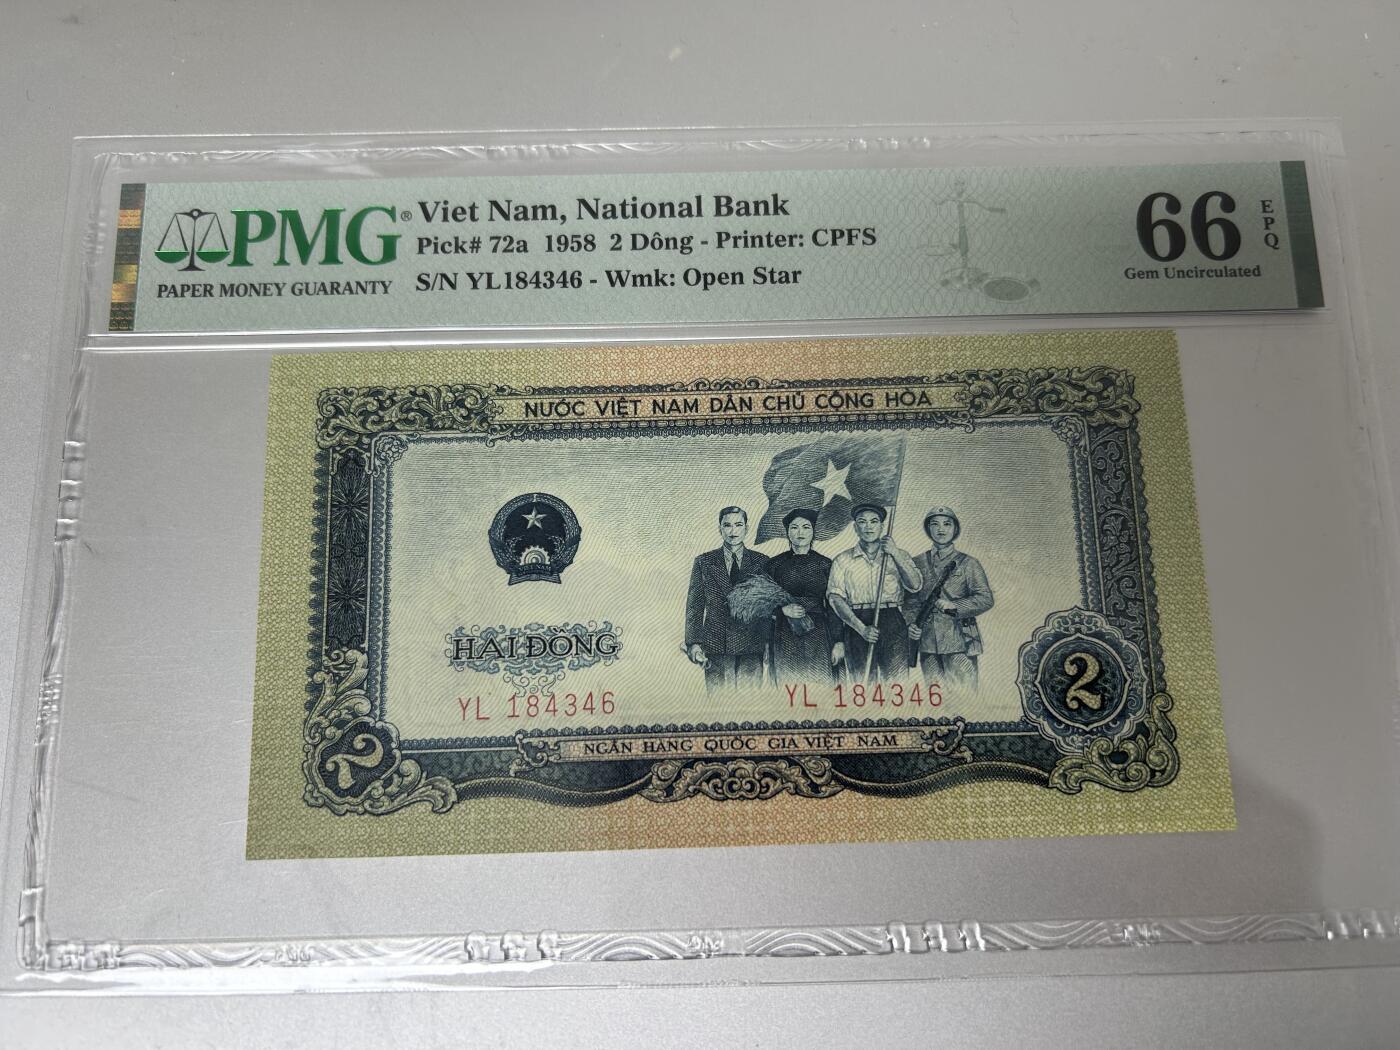 PMG®
PAPER MONEY GUARANTY
Viet Nam, National Bank
Pick# 72a 1958 2 Dông - Printer: CPFS
S/N YL184346 - Wmk: Open Star
66
EPQ
Gem Uncirculated
NƯỚC VIỆT NAM DÂN CHỦ CỘNG HÒA
VIỆT NAM
HAI ĐỒNG
YL 184346
YL 184346
2
2
NGÂN HÀNG QUỐC GIA VIỆT NAM